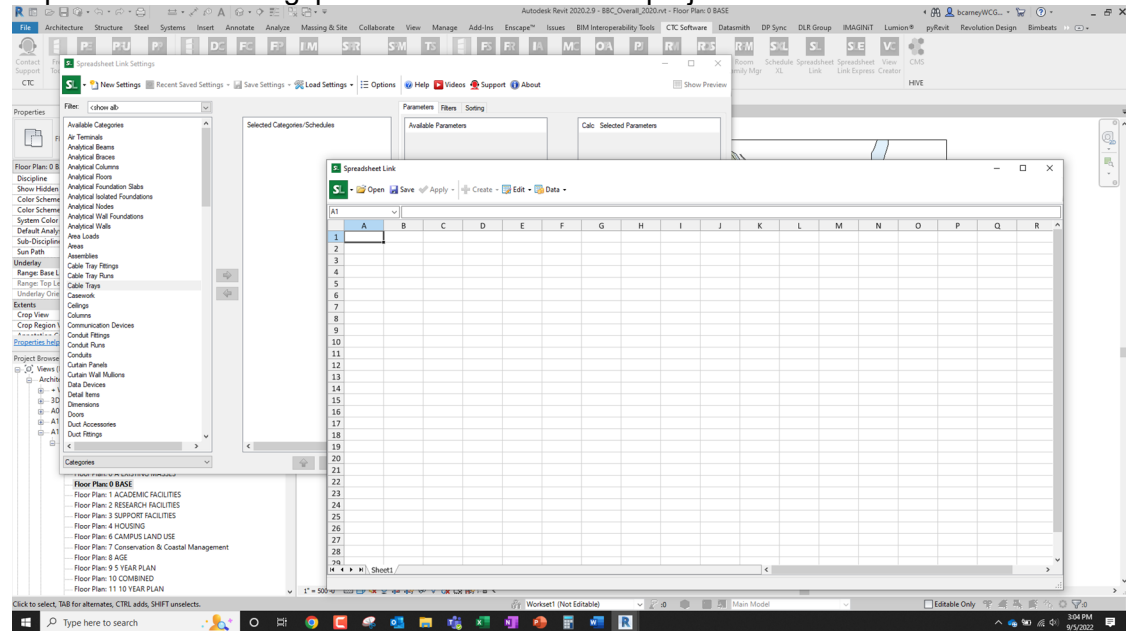 Autodesk Revit 2020.2.9 - BBC_Overall_2020.rvt - Floor Plan: 0 BASE
bcarneyWCG...
File Architecture Structure Steel Systems Insert Annotate Analyze Massing & Site Collaborate View Manage Add-Ins Enscape™ Issues BIM Interoperability Tools CTC Software Datasmith DP Sync DLR Group IMAGINiT Lumion® pyRevit Revolution Design Bimbeats
Contact Support
Room Schedule XL Spreadsheet Link Spreadsheet Link Express View Creator CMS
CTC
HIVE
Spreadsheet Link Settings
SL New Settings Recent Saved Settings Save Settings Load Settings Options Help Videos Support About Show Preview
Filter: <show all>
Parameters Filters Sorting
Available Categories
Selected Categories/Schedules
Available Parameters
Calc Selected Parameters
Air Terminals
Analytical Beams
Analytical Braces
Analytical Columns
Analytical Floors
Analytical Foundation Slabs
Analytical Isolated Foundations
Analytical Nodes
Analytical Wall Foundations
Analytical Walls
Area Loads
Areas
Assemblies
Cable Tray Fittings
Cable Tray Runs
Cable Trays
Casework
Ceilings
Columns
Communication Devices
Conduit Fittings
Conduit Runs
Conduits
Curtain Panels
Curtain Wall Mullions
Data Devices
Detail Items
Dimensions
Doors
Duct Accessories
Duct Fittings
Categories
Properties
Floor Plan: 0 B
Discipline
Show Hidden
Color Scheme
Color Scheme
System Color
Default Analy
Sub-Disciplin
Sun Path
Underlay
Range: Base L
Range: Top Le
Underlay Orie
Extents
Crop View
Crop Region V
Properties help
Project Browse
Views (
Archite
3D
A0
A1
A1
Floor Plan: 0 BASE
Floor Plan: 1 ACADEMIC FACILITIES
Floor Plan: 2 RESEARCH FACILITIES
Floor Plan: 3 SUPPORT FACILITIES
Floor Plan: 4 HOUSING
Floor Plan: 6 CAMPUS LAND USE
Floor Plan: 7 Conservation & Coastal Management
Floor Plan: 8 AGE
Floor Plan: 9 5 YEAR PLAN
Floor Plan: 10 COMBINED
Floor Plan: 11 10 YEAR PLAN
Spreadsheet Link
SL Open Save Apply Create Edit Data
A1
A B C D E F G H I J K L M N O P Q R
1
2
3
4
5
6
7
8
9
10
11
12
13
14
15
16
17
18
19
20
21
22
23
24
25
26
27
28
29
Sheet1
Click to select, TAB for alternates, CTRL adds, SHIFT unselects.
Workset1 (Not Editable)
:0
Main Model
Editable Only
:0
Type here to search
3:04 PM
9/5/2022